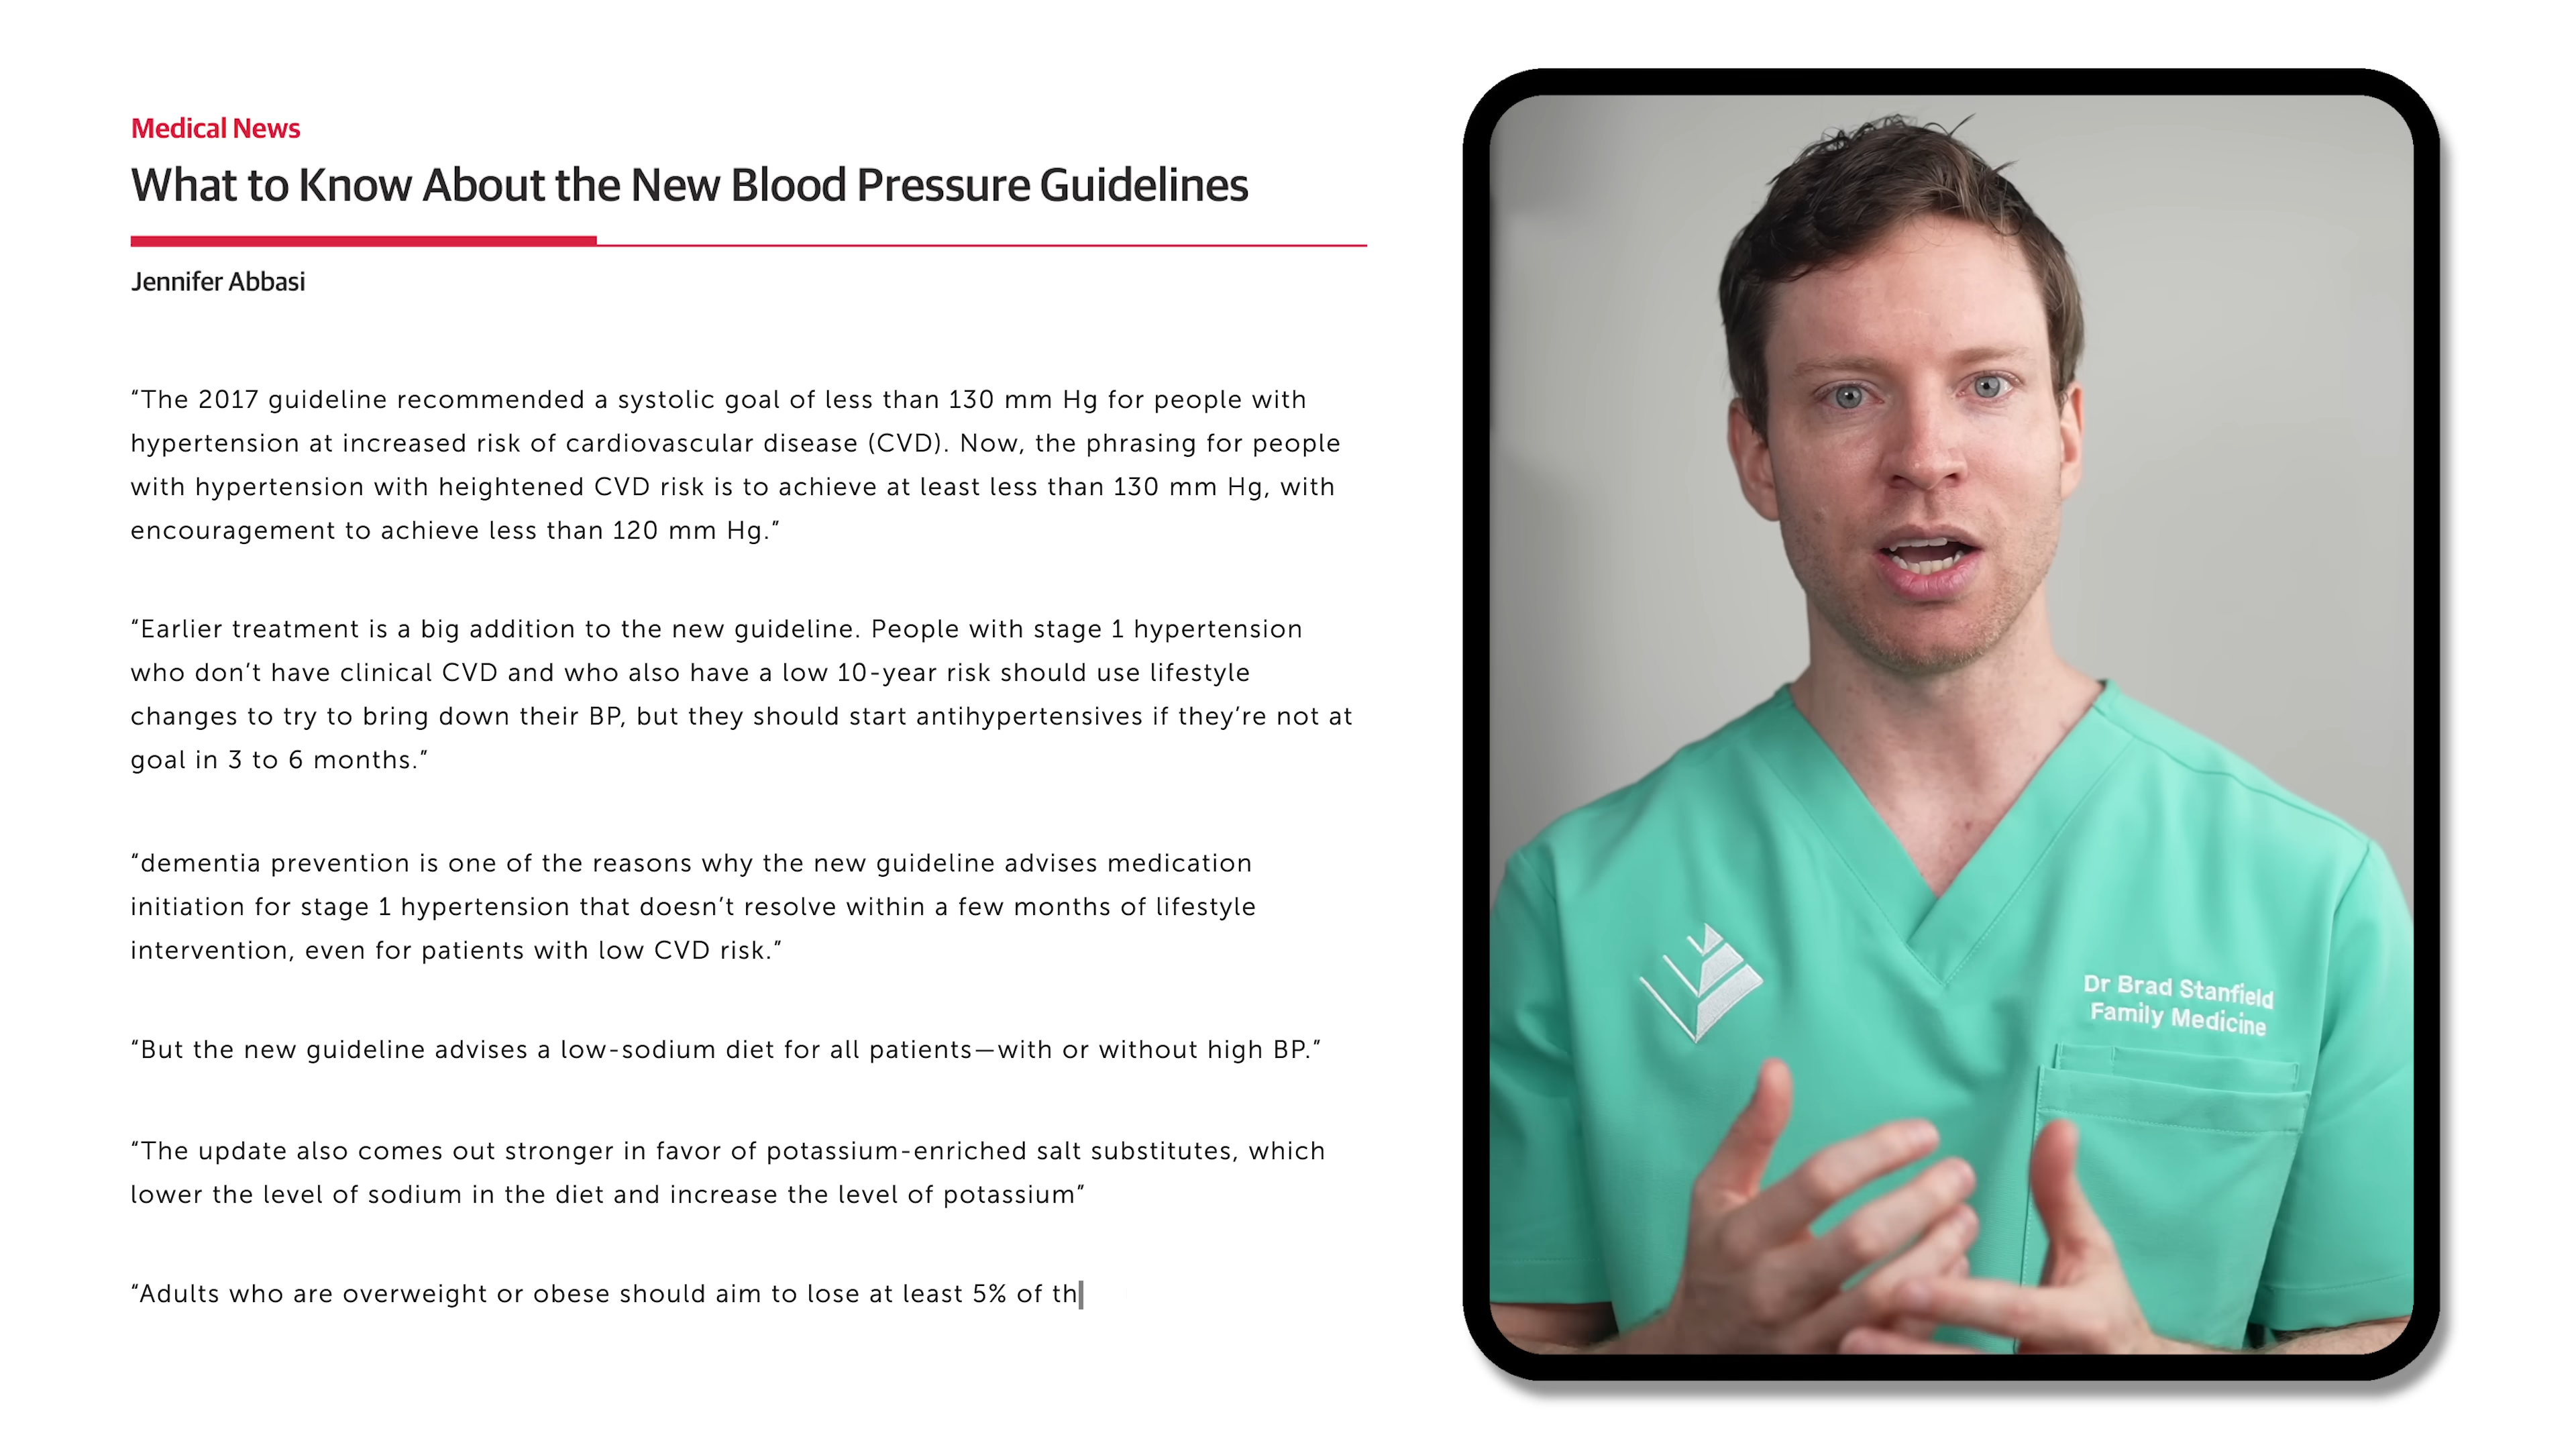 Medical News
What to Know About the New Blood Pressure Guidelines
Jennifer Abbasi
“The 2017 guideline recommended a systolic goal of less than 130 mm Hg for people with
hypertension at increased risk of cardiovascular disease (CVD). Now, the phrasing for people
with hypertension with heightened CVD risk is to achieve at least less than 130 mm Hg, with
encouragement to achieve less than 120 mm Hg.”
“Earlier treatment is a big addition to the new guideline. People with stage 1 hypertension
who don’t have clinical CVD and who also have a low 10-year risk should use lifestyle
changes to try to bring down their BP, but they should start antihypertensives if they’re not at
goal in 3 to 6 months.”
“dementia prevention is one of the reasons why the new guideline advises medication
initiation for stage 1 hypertension that doesn’t resolve within a few months of lifestyle
intervention, even for patients with low CVD risk.”
“But the new guideline advises a low-sodium diet for all patients—with or without high BP.”
“The update also comes out stronger in favor of potassium-enriched salt substitutes, which
lower the level of sodium in the diet and increase the level of potassium”
“Adults who are overweight or obese should aim to lose at least 5% of th
Dr Brad Stanfield
Family Medicine